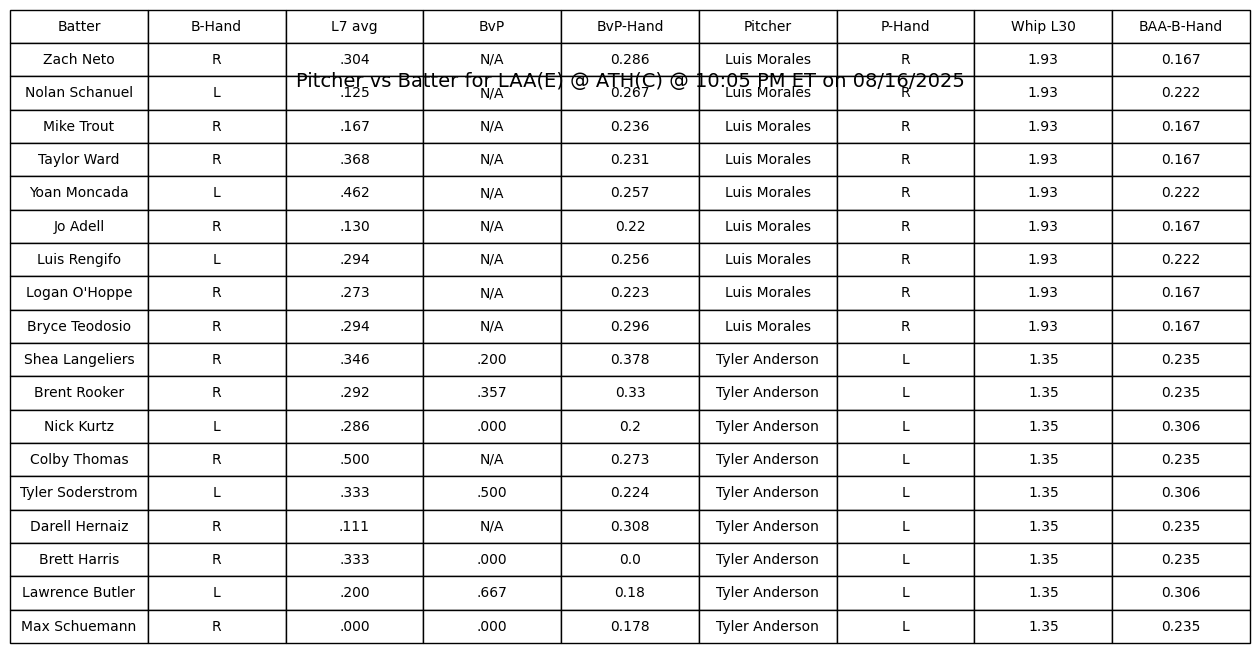 Batter B-Hand L7 avg BvP BvP-Hand Pitcher P-Hand Whip L30 BAA-B-Hand
Zach Neto R .304 N/A 0.286 Luis Morales R 1.93 0.167
Pitcher vs Batter for LAA(E) @ ATH(C) @ 10:05 PM ET on 08/16/2025
Nolan Schanuel L .125 N/A 0.267 Luis Morales R 1.93 0.222
Mike Trout R .167 N/A 0.236 Luis Morales R 1.93 0.167
Taylor Ward R .368 N/A 0.231 Luis Morales R 1.93 0.167
Yoan Moncada L .462 N/A 0.257 Luis Morales R 1.93 0.222
Jo Adell R .130 N/A 0.22 Luis Morales R 1.93 0.167
Luis Rengifo L .294 N/A 0.256 Luis Morales R 1.93 0.222
Logan O'Hoppe R .273 N/A 0.223 Luis Morales R 1.93 0.167
Bryce Teodosio R .294 N/A 0.296 Luis Morales R 1.93 0.167
Shea Langeliers R .346 .200 0.378 Tyler Anderson L 1.35 0.235
Brent Rooker R .292 .357 0.33 Tyler Anderson L 1.35 0.235
Nick Kurtz L .286 .000 0.2 Tyler Anderson L 1.35 0.306
Colby Thomas R .500 N/A 0.273 Tyler Anderson L 1.35 0.235
Tyler Soderstrom L .333 .500 0.224 Tyler Anderson L 1.35 0.306
Darell Hernaiz R .111 N/A 0.308 Tyler Anderson L 1.35 0.235
Brett Harris R .333 .000 0.0 Tyler Anderson L 1.35 0.235
Lawrence Butler L .200 .667 0.18 Tyler Anderson L 1.35 0.306
Max Schuemann R .000 .000 0.178 Tyler Anderson L 1.35 0.235